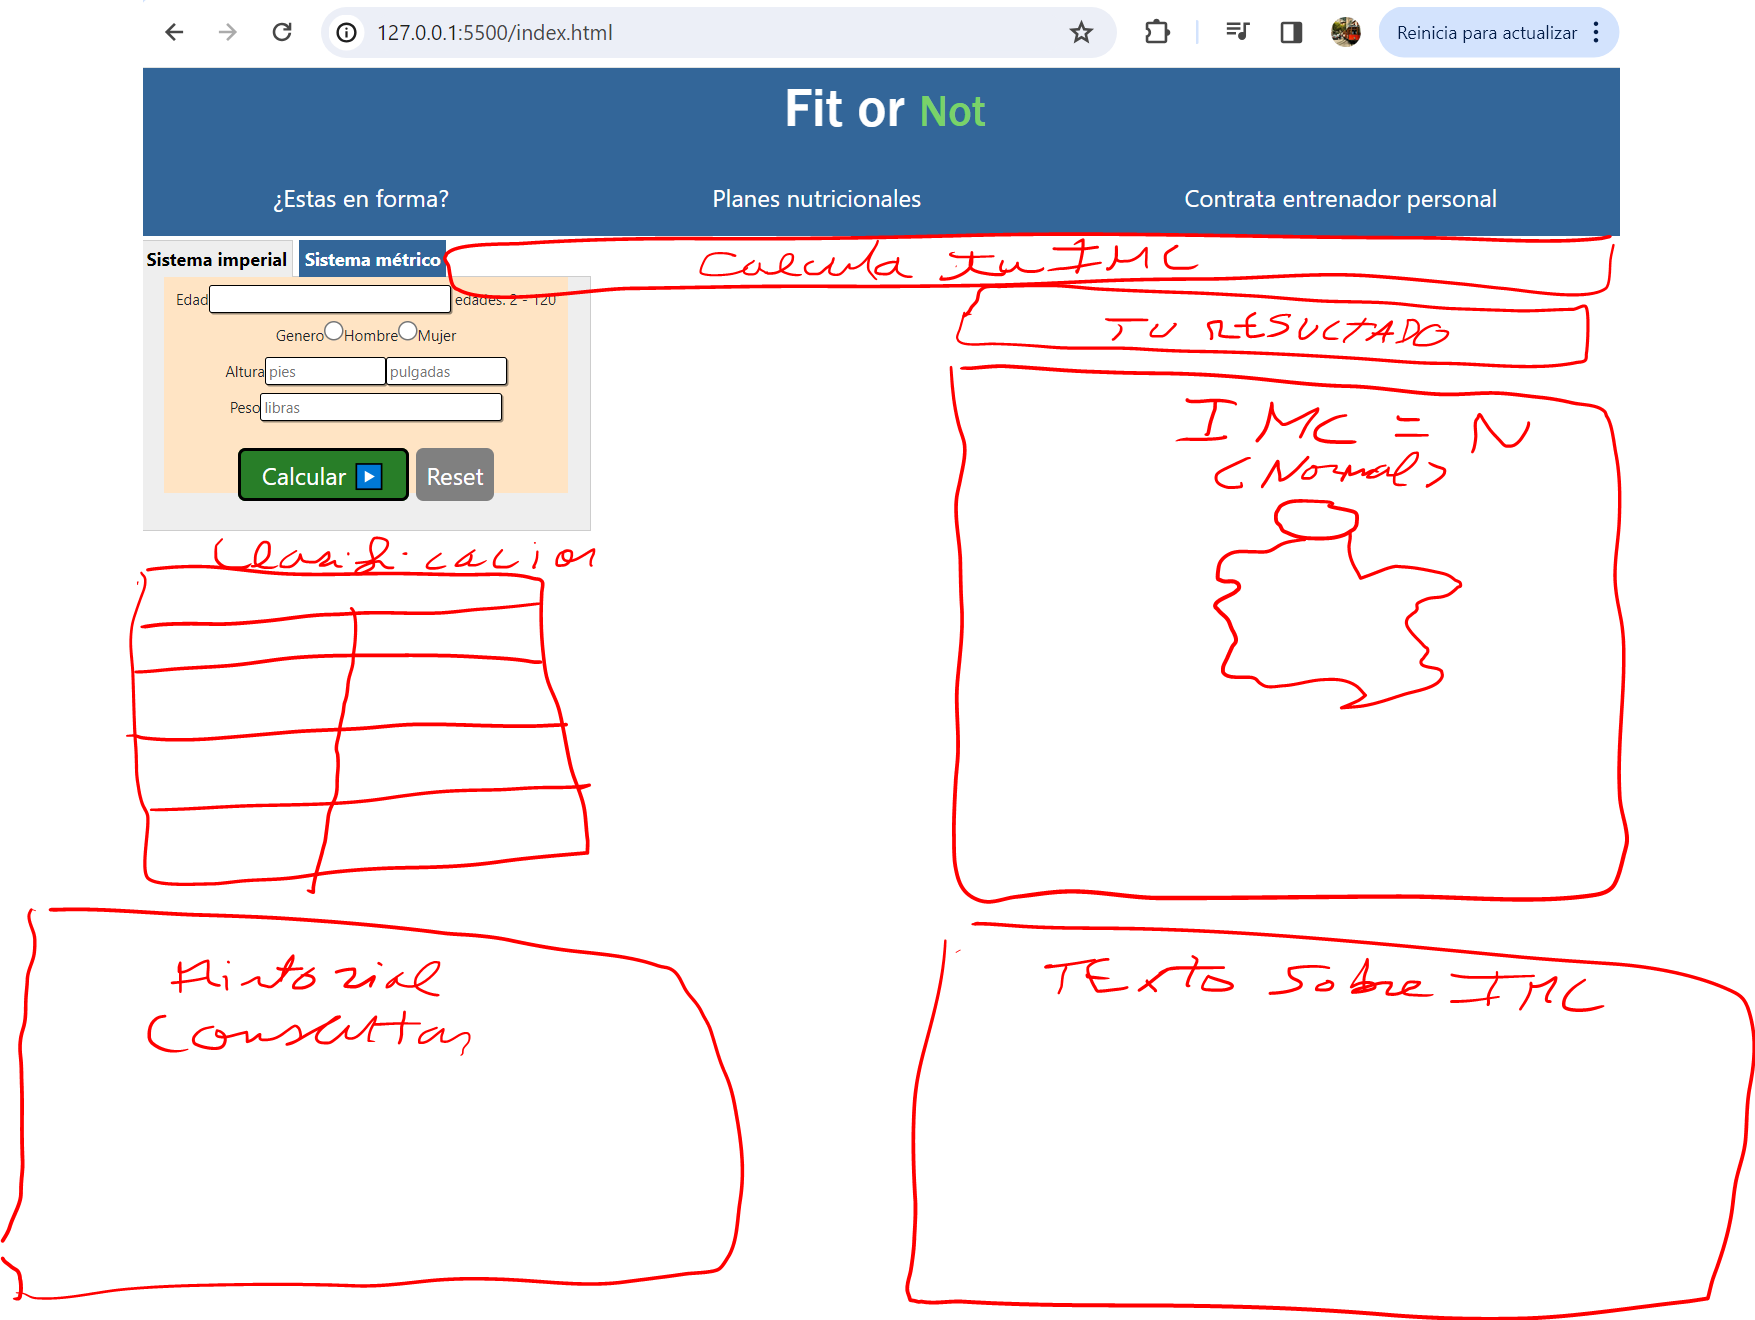 127.0.0.1:5500/index.html
Reinicia para actualizar
Fit or Not
¿Estas en forma? Planes nutricionales Contrata entrenador personal
Sistema imperial Sistema métrico
Calcula tu IMC
Edad edades: 2 - 120
TU RESULTADO
Genero Hombre Mujer
Altura pies pulgadas
Peso libras
IMC = N
(Normal)
Calcular Reset
Clasificacion
Historial
Consultas
TExto Sobre IMC